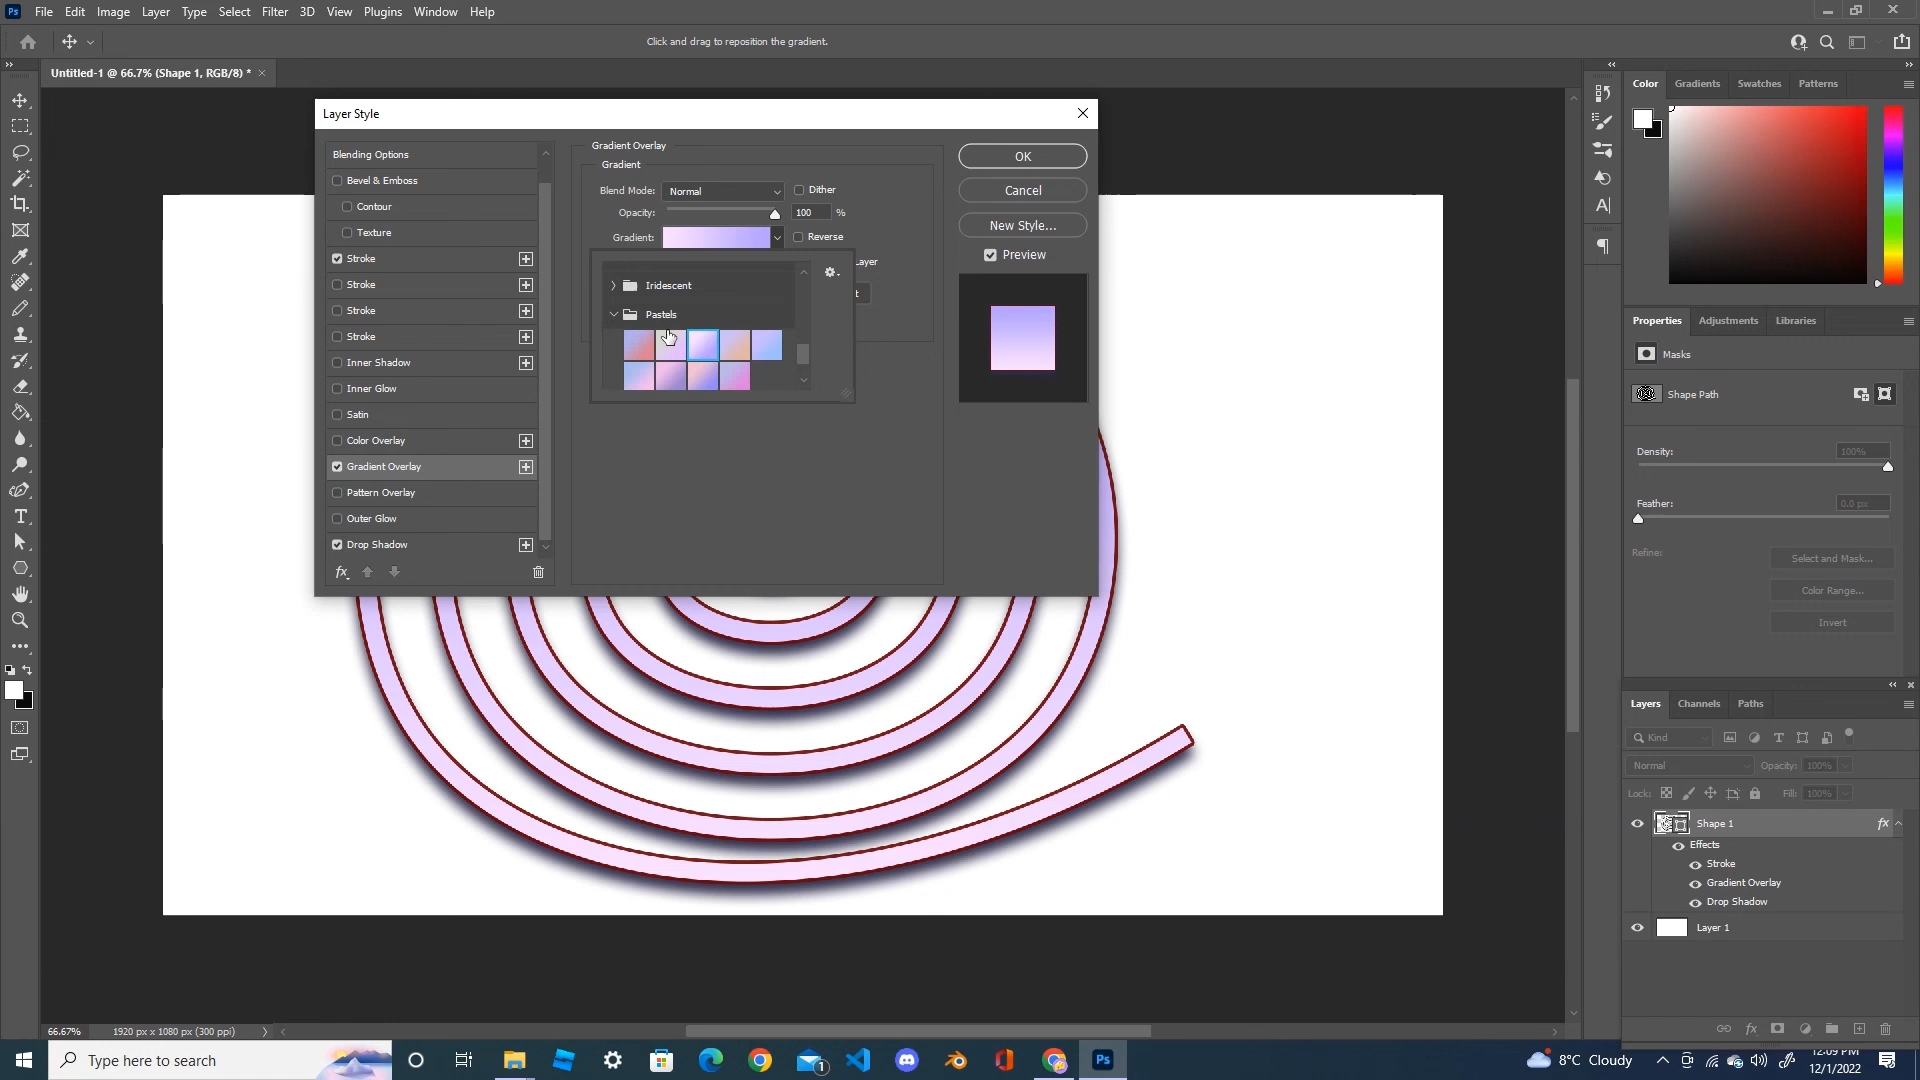 Ps File Edit Image Layer Type Select Filter 3D View Plugins Window Help
Click and drag to reposition the gradient.
Untitled-1 @ 66.7% (Shape 1, RGB/8) *
Layer Style
Blending Options
Bevel & Emboss
Contour
Texture
Stroke
Stroke
Stroke
Stroke
Inner Shadow
Inner Glow
Satin
Color Overlay
Gradient Overlay
Pattern Overlay
Outer Glow
Drop Shadow
fx
Gradient Overlay
Gradient
Blend Mode: Normal Dither
Opacity: 100 %
Gradient: Reverse
Layer
t
Iridescent
Pastels
OK
Cancel
New Style...
Preview
Color Gradients Swatches Patterns
Properties Adjustments Libraries
Masks
Shape Path
Density: 100%
Feather: 0.0 px
Refine: Select and Mask...
Color Range...
Invert
Layers Channels Paths
Kind
Normal Opacity: 100%
Lock: Fill: 100%
Shape 1 fx
Effects
Stroke
Gradient Overlay
Drop Shadow
Layer 1
fx
66.67% 1920 px x 1080 px (300 ppi)
Type here to search
1
Ps
8°C Cloudy
12:09 PM
12/1/2022